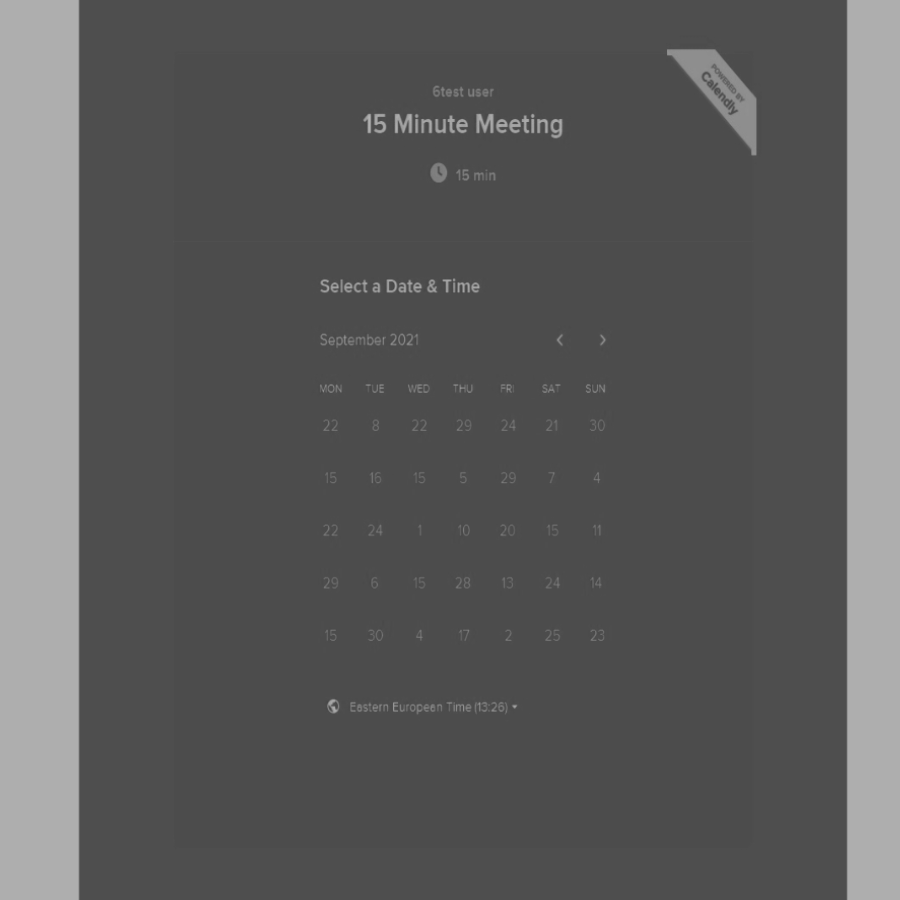 POWERED BY
Calendly
6test user
15 Minute Meeting
15 min
Select a Date & Time
September 2021
MON TUE WED THU FRI SAT SUN
22 8 22 29 24 21 30
15 16 15 5 29 7 4
22 24 1 10 20 15 11
29 6 15 28 13 24 14
15 30 4 17 2 25 23
Eastern European Time (13:26)